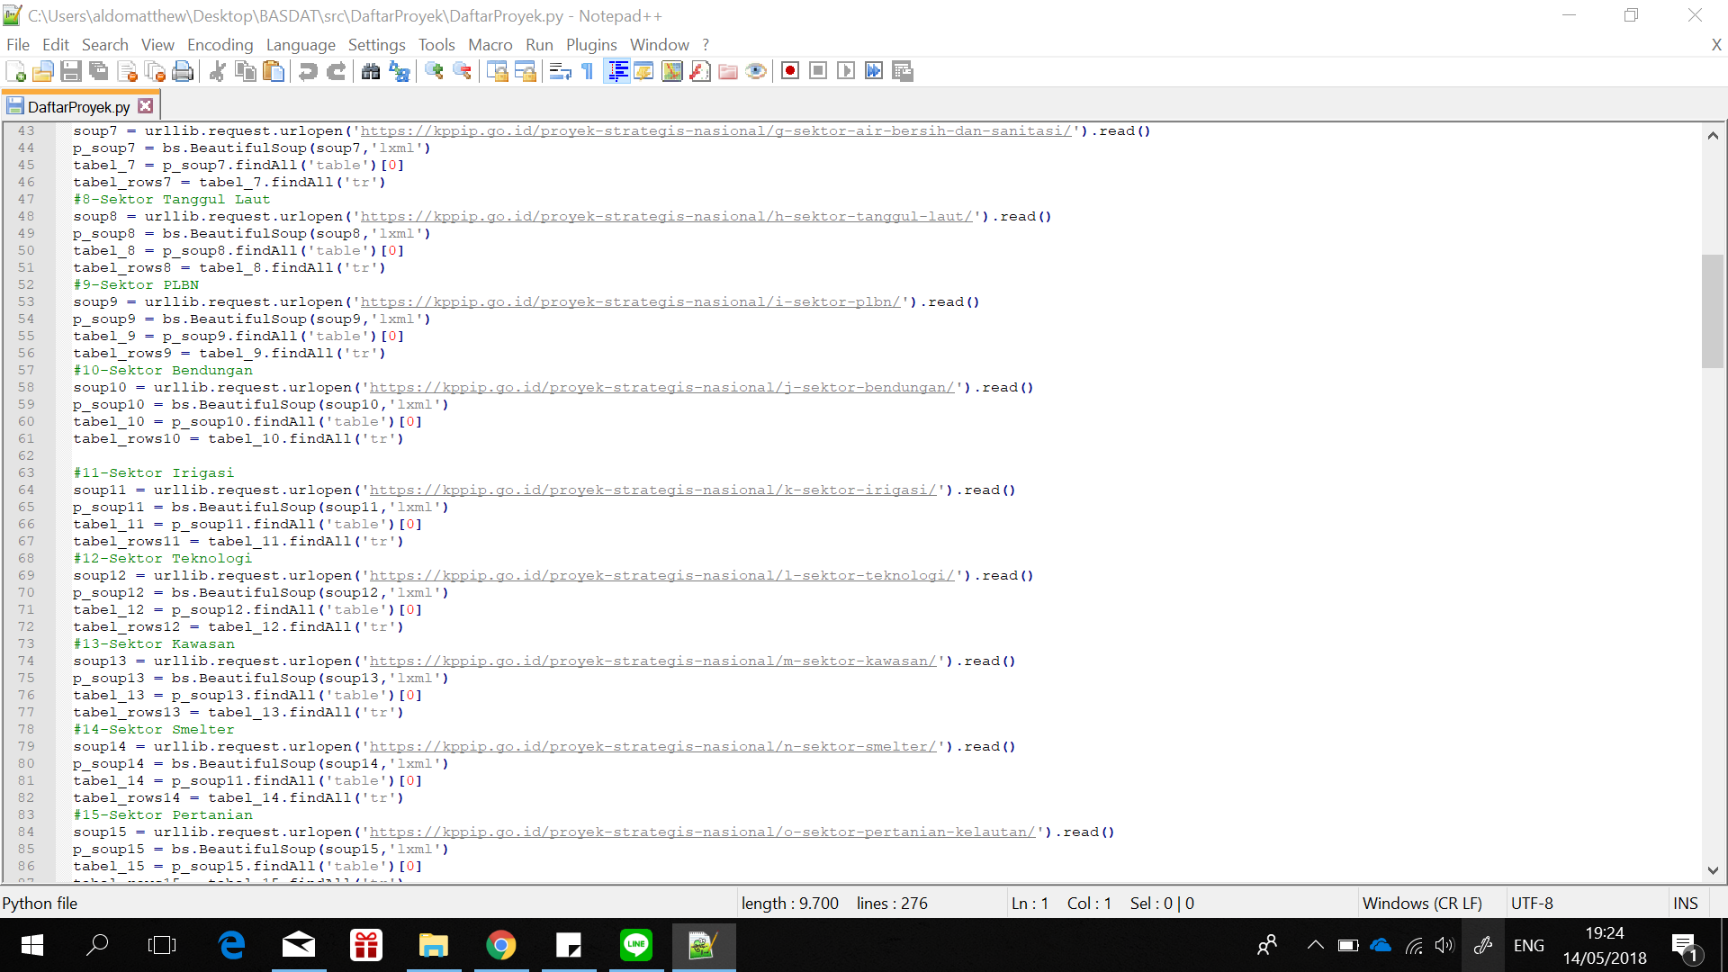 C:\Users\aldomatthew\Desktop\BASDAT\src\DaftarProyek\DaftarProyek.py - Notepad++
File Edit Search View Encoding Language Settings Tools Macro Run Plugins Window ? X
DaftarProyek.py
43 soup7 = urllib.request.urlopen('https://kppip.go.id/proyek-strategis-nasional/g-sektor-air-bersih-dan-sanitasi/').read()
44 p_soup7 = bs.BeautifulSoup(soup7,'lxml')
45 tabel_7 = p_soup7.findAll('table')[0]
46 tabel_rows7 = tabel_7.findAll('tr')
47 #8-Sektor Tanggul Laut
48 soup8 = urllib.request.urlopen('https://kppip.go.id/proyek-strategis-nasional/h-sektor-tanggul-laut/').read()
49 p_soup8 = bs.BeautifulSoup(soup8,'lxml')
50 tabel_8 = p_soup8.findAll('table')[0]
51 tabel_rows8 = tabel_8.findAll('tr')
52 #9-Sektor PLBN
53 soup9 = urllib.request.urlopen('https://kppip.go.id/proyek-strategis-nasional/i-sektor-plbn/').read()
54 p_soup9 = bs.BeautifulSoup(soup9,'lxml')
55 tabel_9 = p_soup9.findAll('table')[0]
56 tabel_rows9 = tabel_9.findAll('tr')
57 #10-Sektor Bendungan
58 soup10 = urllib.request.urlopen('https://kppip.go.id/proyek-strategis-nasional/j-sektor-bendungan/').read()
59 p_soup10 = bs.BeautifulSoup(soup10,'lxml')
60 tabel_10 = p_soup10.findAll('table')[0]
61 tabel_rows10 = tabel_10.findAll('tr')
62
63 #11-Sektor Irigasi
64 soup11 = urllib.request.urlopen('https://kppip.go.id/proyek-strategis-nasional/k-sektor-irigasi/').read()
65 p_soup11 = bs.BeautifulSoup(soup11,'lxml')
66 tabel_11 = p_soup11.findAll('table')[0]
67 tabel_rows11 = tabel_11.findAll('tr')
68 #12-Sektor Teknologi
69 soup12 = urllib.request.urlopen('https://kppip.go.id/proyek-strategis-nasional/l-sektor-teknologi/').read()
70 p_soup12 = bs.BeautifulSoup(soup12,'lxml')
71 tabel_12 = p_soup12.findAll('table')[0]
72 tabel_rows12 = tabel_12.findAll('tr')
73 #13-Sektor Kawasan
74 soup13 = urllib.request.urlopen('https://kppip.go.id/proyek-strategis-nasional/m-sektor-kawasan/').read()
75 p_soup13 = bs.BeautifulSoup(soup13,'lxml')
76 tabel_13 = p_soup13.findAll('table')[0]
77 tabel_rows13 = tabel_13.findAll('tr')
78 #14-Sektor Smelter
79 soup14 = urllib.request.urlopen('https://kppip.go.id/proyek-strategis-nasional/n-sektor-smelter/').read()
80 p_soup14 = bs.BeautifulSoup(soup14,'lxml')
81 tabel_14 = p_soup11.findAll('table')[0]
82 tabel_rows14 = tabel_14.findAll('tr')
83 #15-Sektor Pertanian
84 soup15 = urllib.request.urlopen('https://kppip.go.id/proyek-strategis-nasional/o-sektor-pertanian-kelautan/').read()
85 p_soup15 = bs.BeautifulSoup(soup15,'lxml')
86 tabel_15 = p_soup15.findAll('table')[0]
Python file length : 9.700 lines : 276 Ln : 1 Col : 1 Sel : 0 | 0 Windows (CR LF) UTF-8 INS
LINE
ENG
19:24
14/05/2018
1